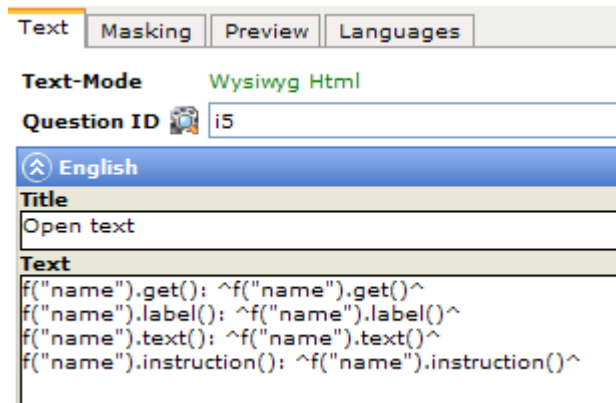 Text Masking Preview Languages
Text-Mode Wysiwyg Html
Question ID i5
English
Title
Open text
Text
f("name").get(): ^f("name").get()^
f("name").label(): ^f("name").label()^
f("name").text(): ^f("name").text()^
f("name").instruction(): ^f("name").instruction()^